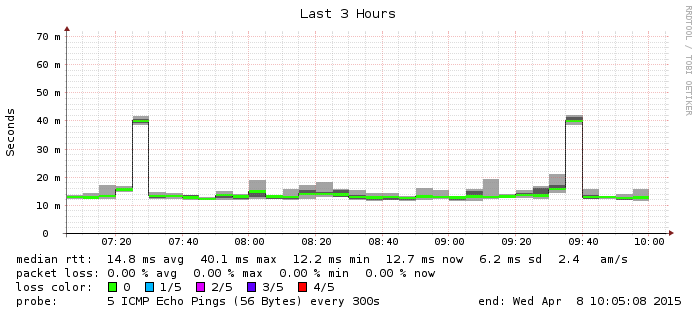 Last 3 Hours
RRDTOOL / TOBI OETIKER
Seconds
70 m
60 m
50 m
40 m
30 m
20 m
10 m
0
07:20 07:40 08:00 08:20 08:40 09:00 09:20 09:40 10:00
median rtt: 14.8 ms avg 40.1 ms max 12.2 ms min 12.7 ms now 6.2 ms sd 2.4 am/s
packet loss: 0.00 % avg 0.00 % max 0.00 % min 0.00 % now
loss color: 0 1/5 2/5 3/5 4/5
probe: 5 ICMP Echo Pings (56 Bytes) every 300s end: Wed Apr 8 10:05:08 2015